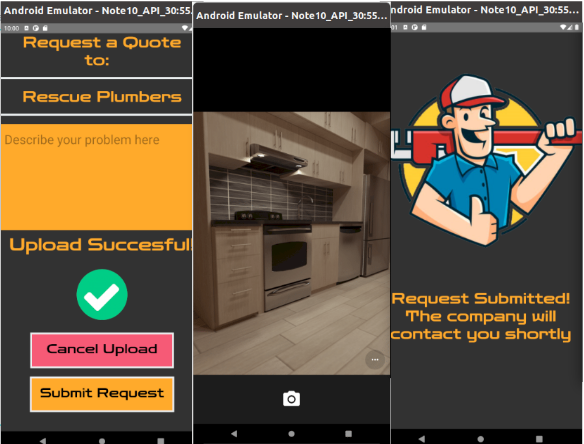 Android Emulator - Note10_API_30:55...
10:00
Request a Quote
to:
Rescue Plumbers
Describe your problem here
Upload Succesful!
Cancel Upload
Submit Request
Android Emulator - Note10_API_30:55...
Android Emulator - Note10_API_30:55...
01
Request Submitted!
The company will
contact you shortly